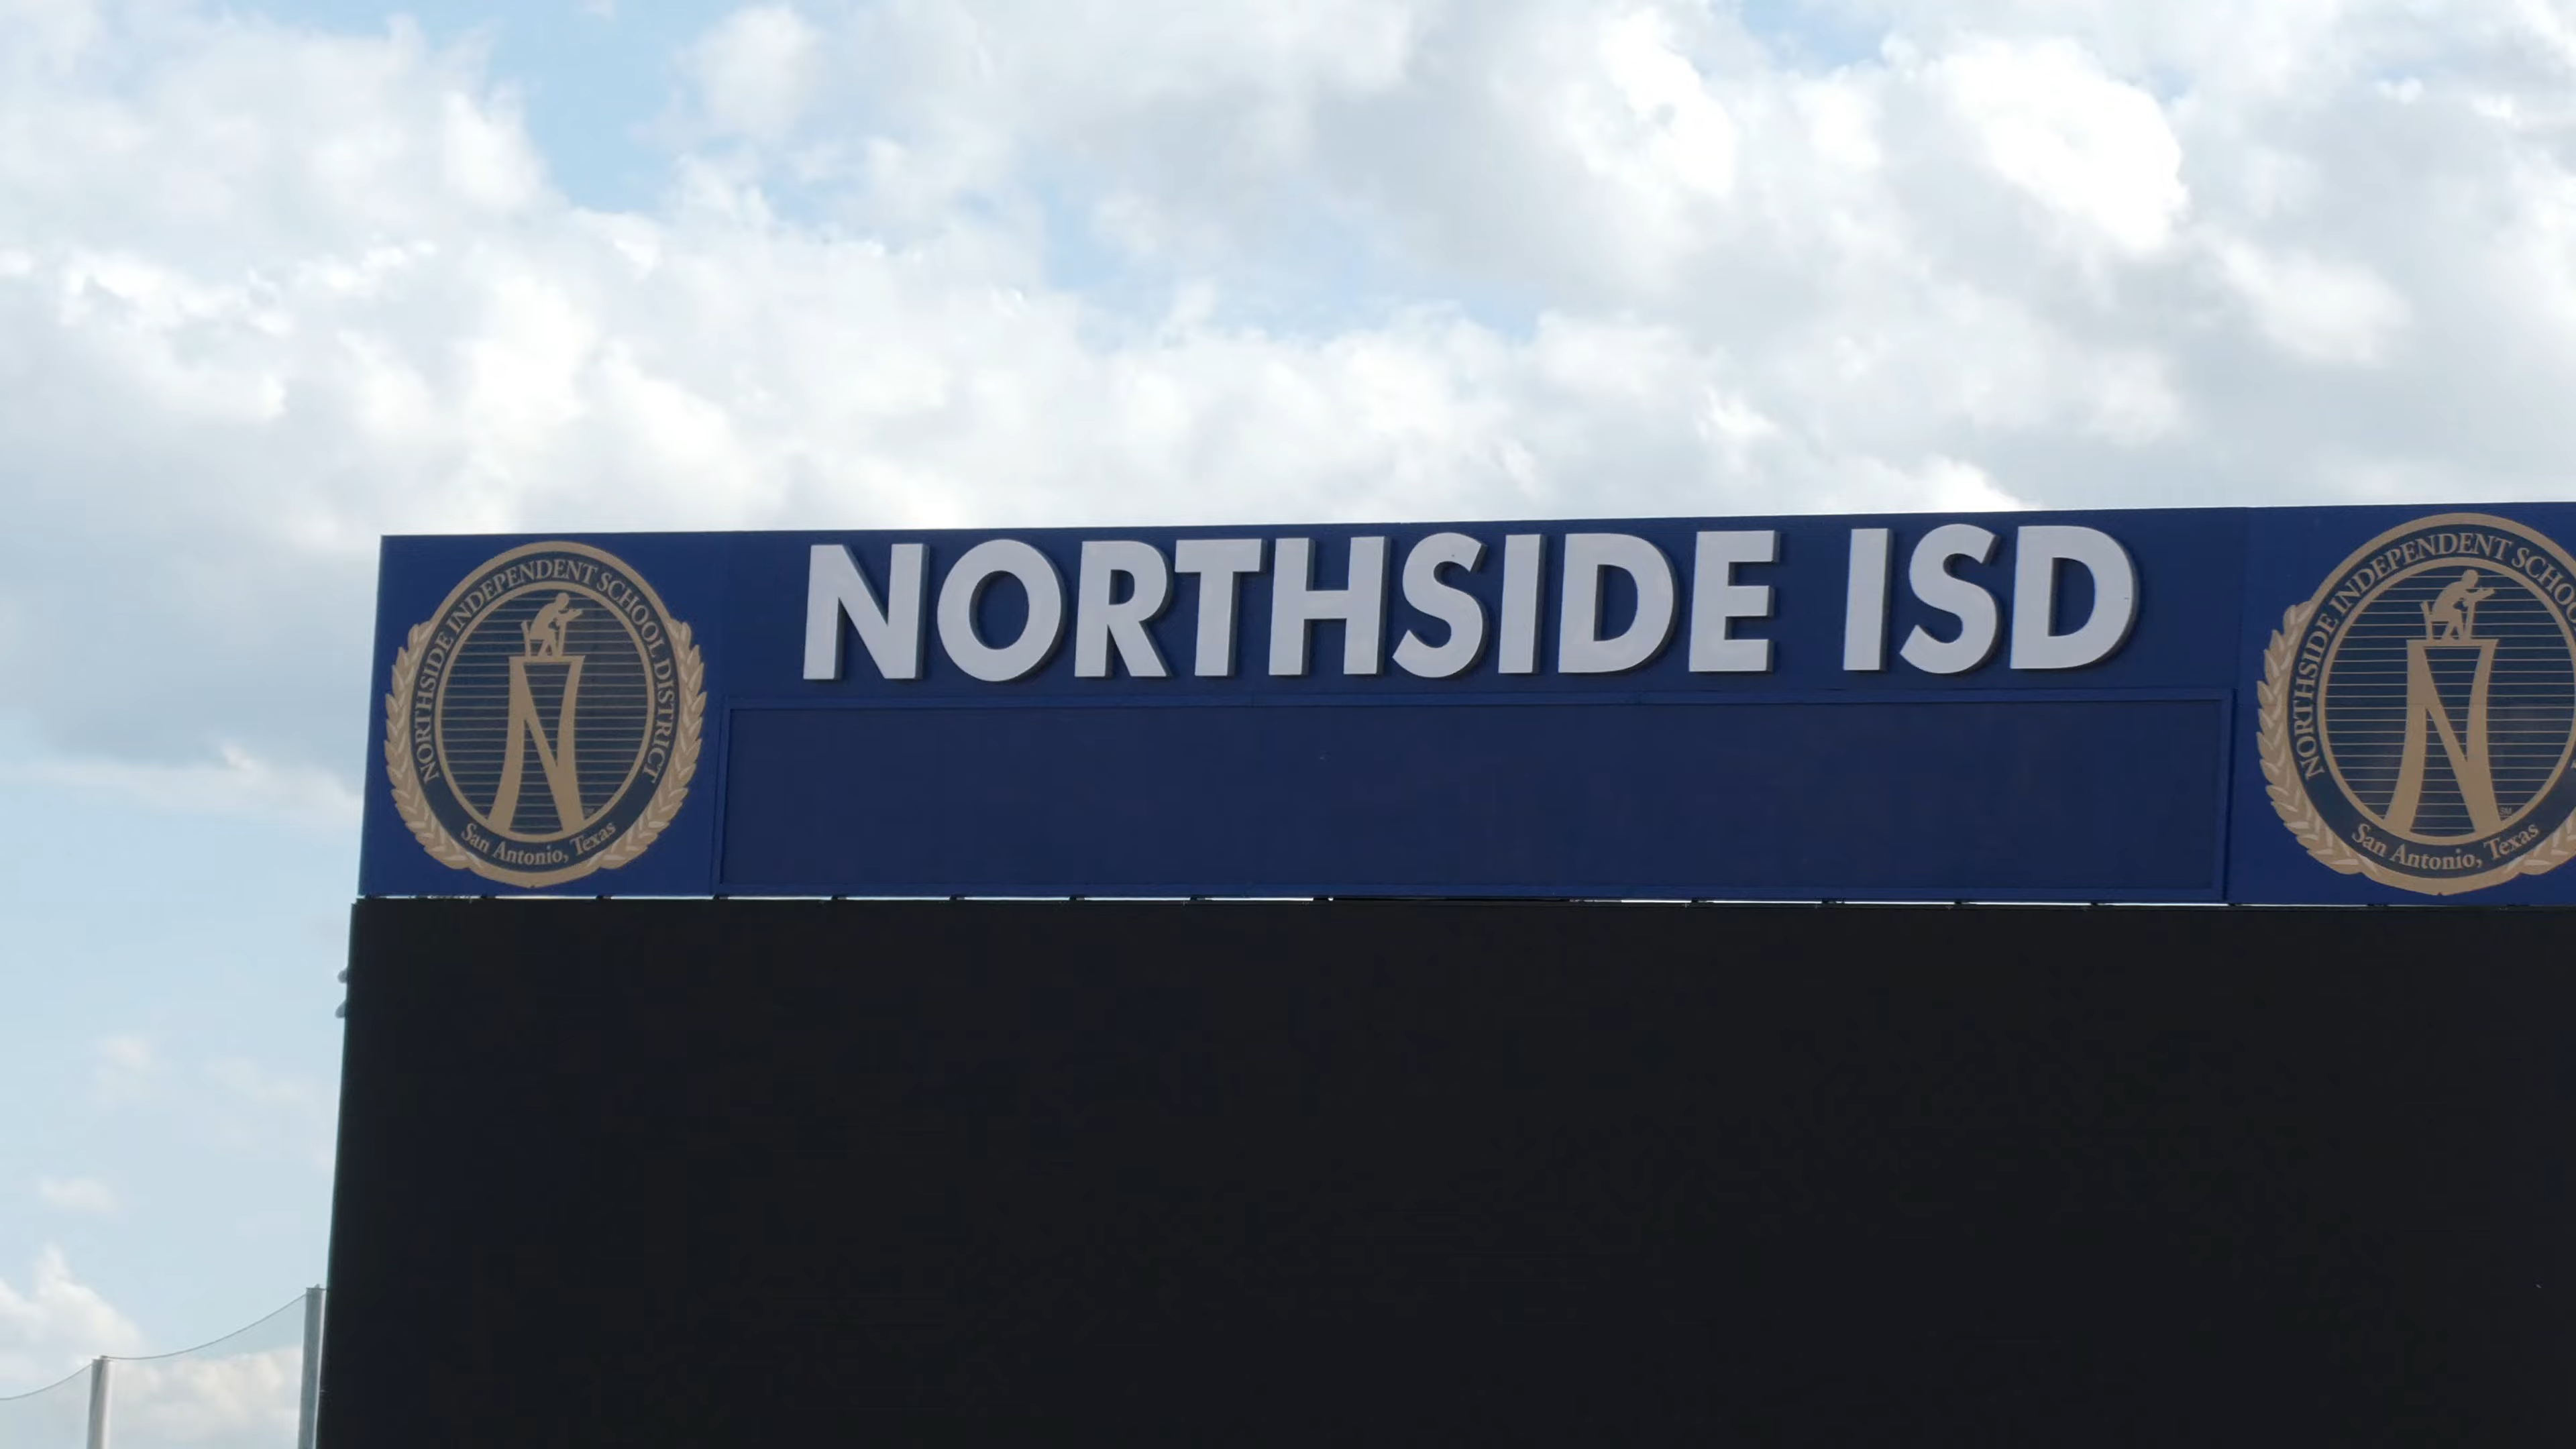 NORTHSIDE ISD
NORTHSIDE INDEPENDENT SCHOOL DISTRICT
N
San Antonio, Texas
NORTHSIDE INDEPENDENT SCHOO
N
San Antonio, Texas